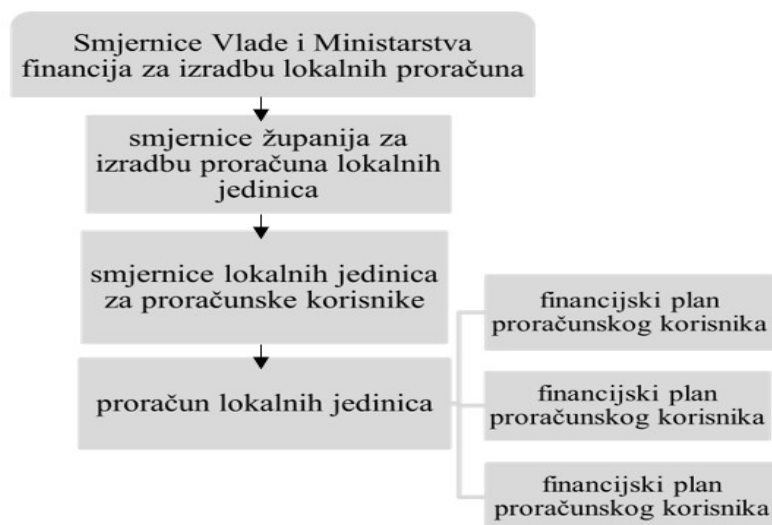 Smjernice Vlade i Ministarstva
financija za izradbu lokalnih proračuna
smjernice županija za
izradbu proračuna lokalnih
jedinica
smjernice lokalnih jedinica
za proračunske korisnike
proračun lokalnih jedinica
financijski plan
proračunskog korisnika
financijski plan
proračunskog korisnika
financijski plan
proračunskog korisnika